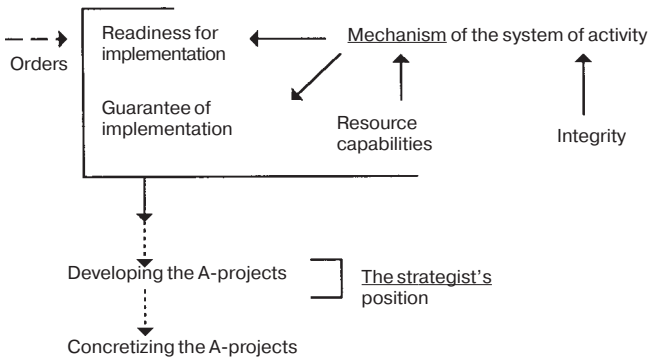 Orders
Readiness for
implementation
Mechanism of the system of activity
Guarantee of
implementation
Resource
capabilities
Integrity
Developing the A-projects
The strategist's
position
Concretizing the A-projects